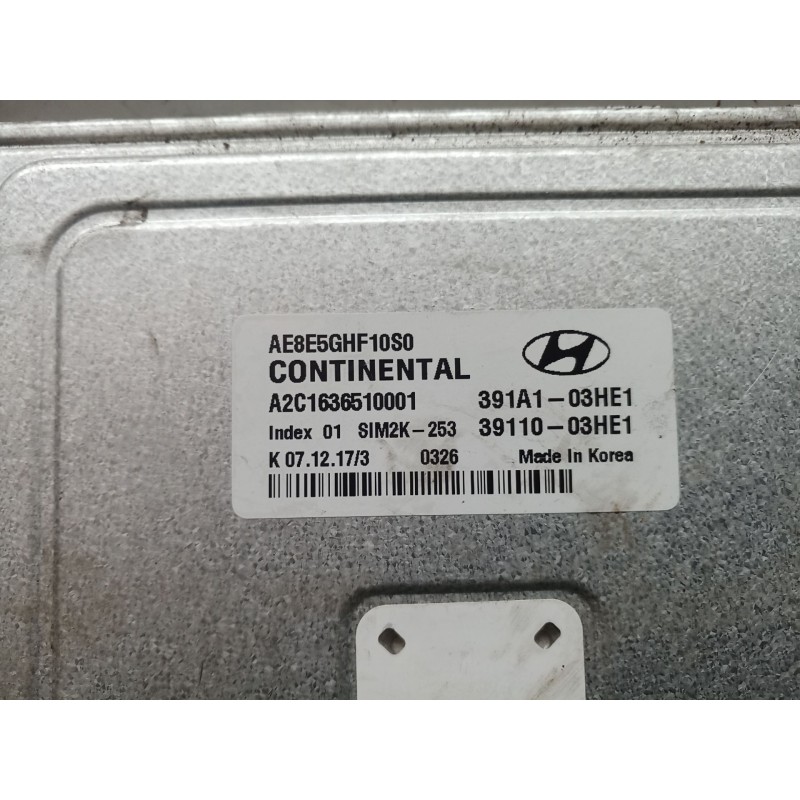 AE8E5GHF10S0
CONTINENTAL
A2C1636510001 391A1-03HE1
Index 01 SIM2K-253 39110-03HE1
K 07.12.17/3 0326 Made In Korea